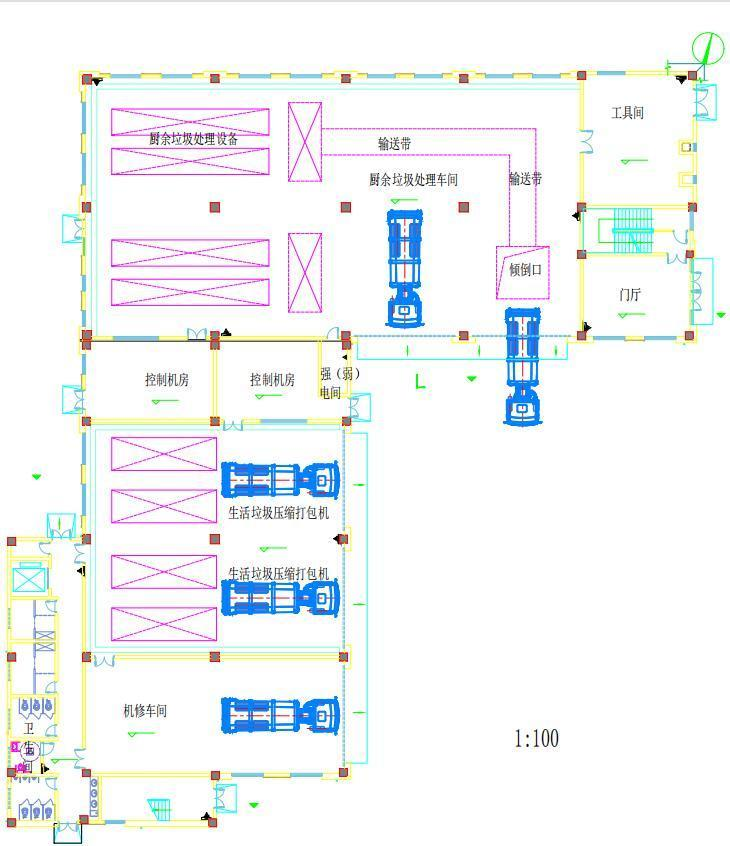 工具间
厨余垃圾处理设备
输送带
厨余垃圾处理车间
输送带
倾倒口
门厅
控制机房
控制机房
强（弱）
电间
生活垃圾压缩打包机
生活垃圾压缩打包机
机修车间
卫
生
间
1:100